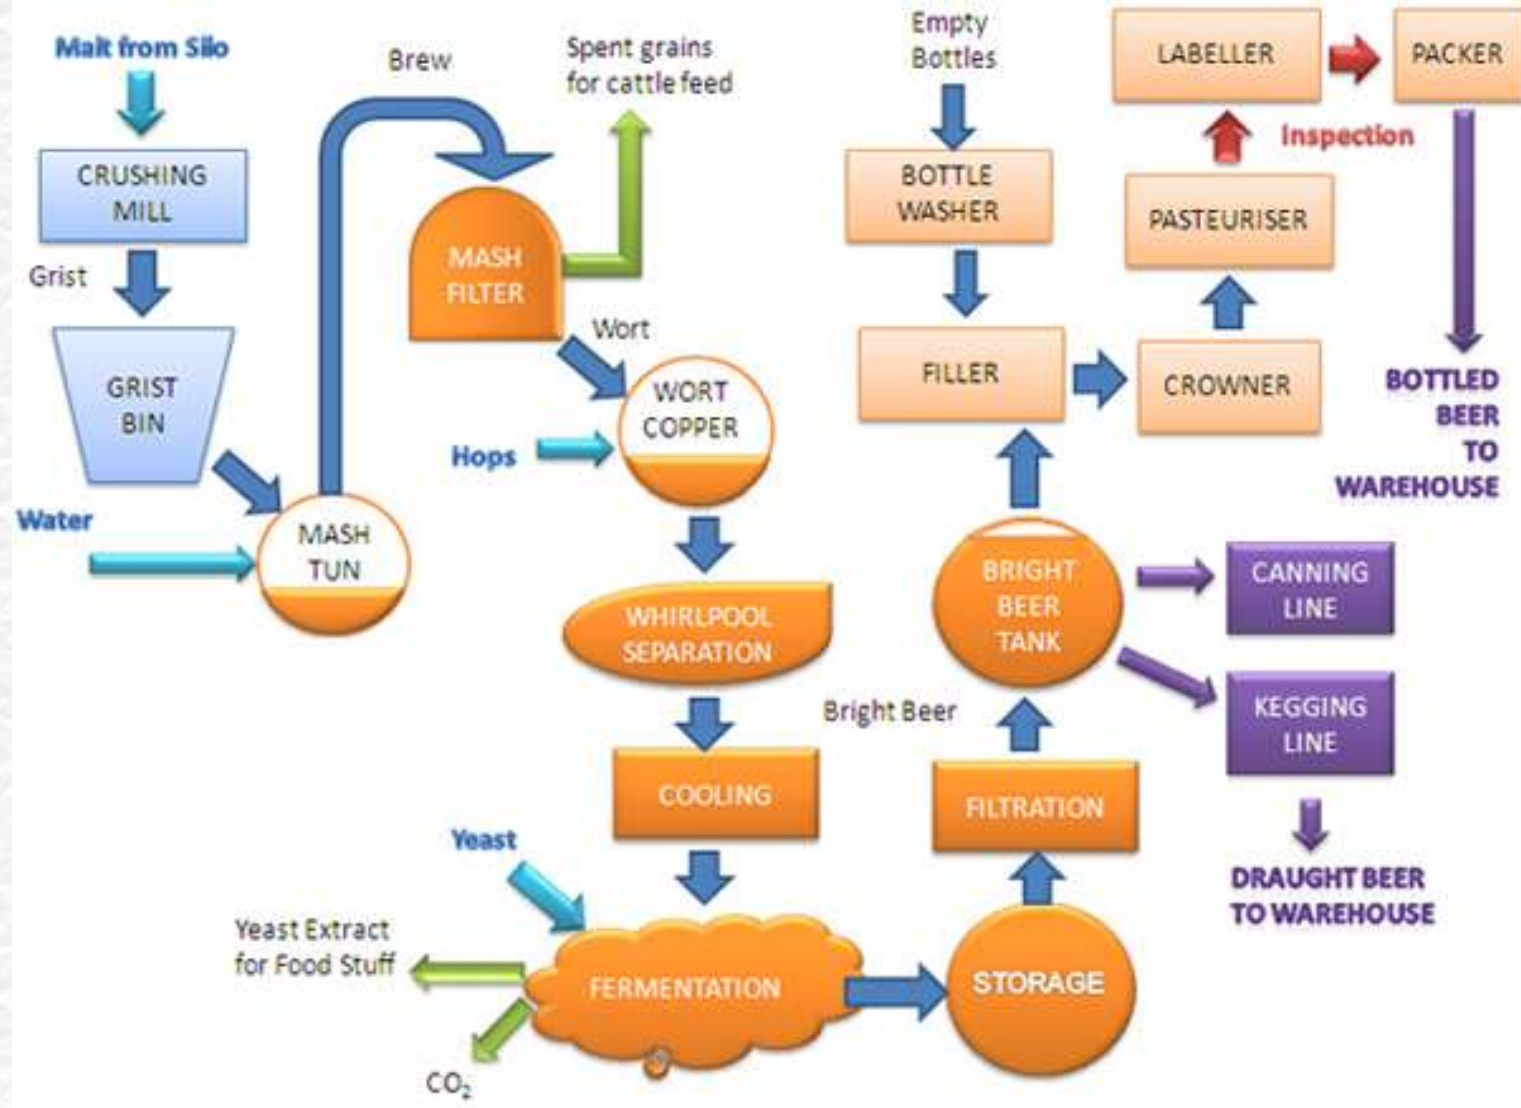 Malt from Silo
CRUSHING
MILL
Grist
GRIST
BIN
Water
MASH
TUN
Brew
MASH
FILTER
Spent grains
for cattle feed
Wort
WORT
COPPER
Hops
WHIRLPOOL
SEPARATION
COOLING
Yeast
FERMENTATION
Yeast Extract
for Food Stuff
CO₂
STORAGE
FILTRATION
Bright Beer
BRIGHT
BEER
TANK
CANNING
LINE
KEGGING
LINE
DRAUGHT BEER
TO WAREHOUSE
Empty
Bottles
BOTTLE
WASHER
FILLER
CROWNER
PASTEURISER
Inspection
LABELLER
PACKER
BOTTLED
BEER
TO
WAREHOUSE